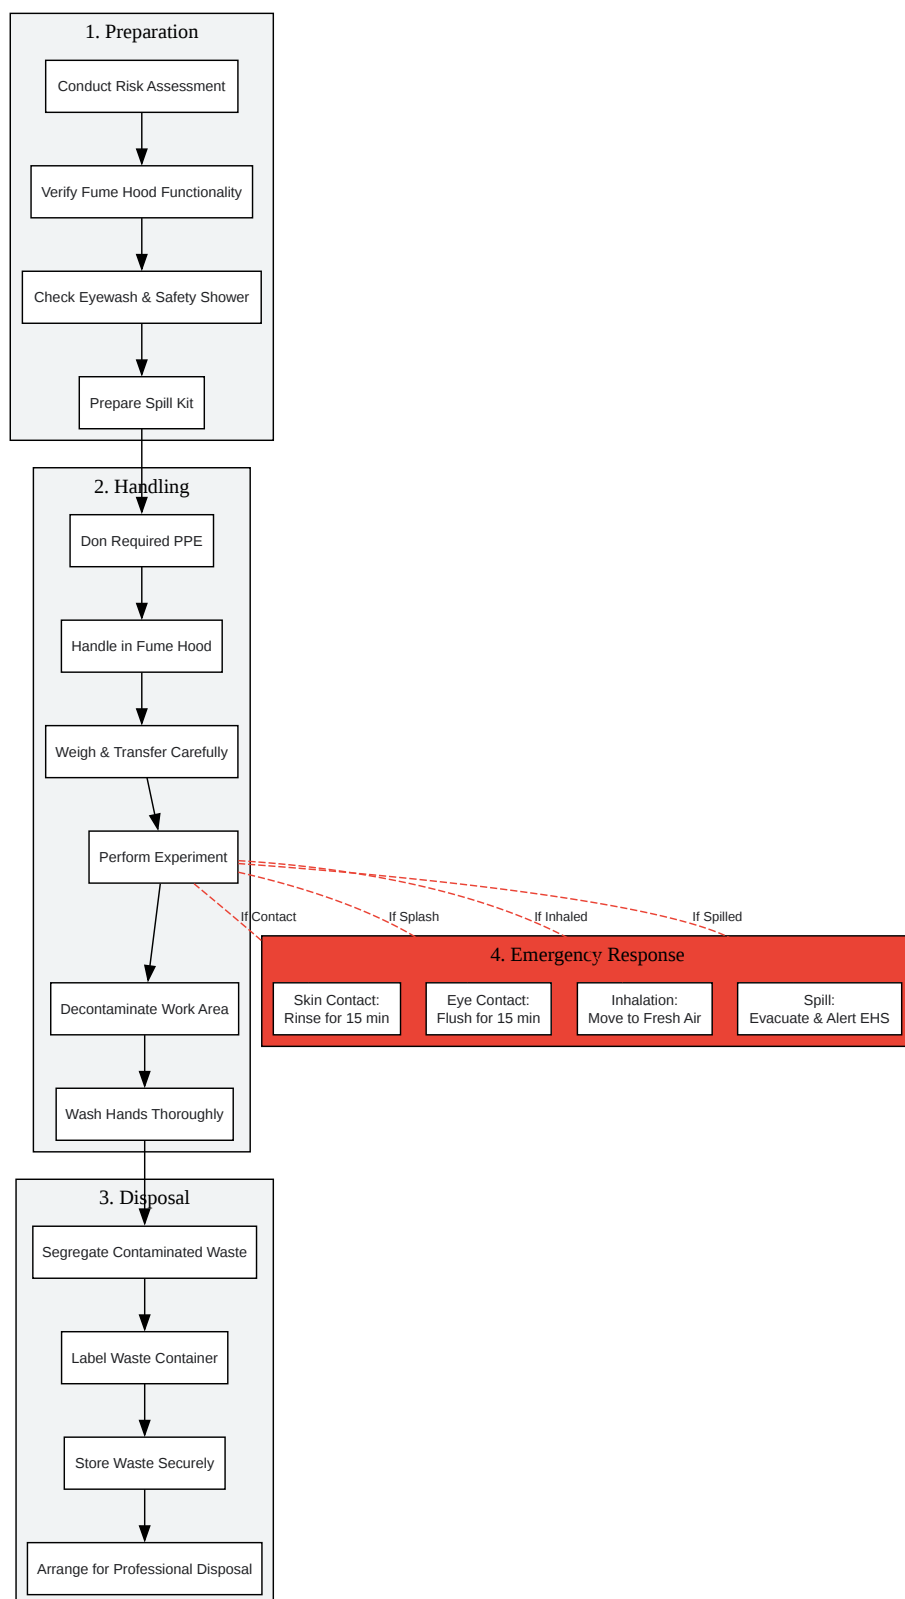 1. Preparation
Conduct Risk Assessment
Verify Fume Hood Functionality
Check Eyewash & Safety Shower
Prepare Spill Kit
2. Handling
Don Required PPE
Handle in Fume Hood
Weigh & Transfer Carefully
Perform Experiment
If Contact
If Splash
If Inhaled
If Spilled
4. Emergency Response
Skin Contact:
Rinse for 15 min
Eye Contact:
Flush for 15 min
Inhalation:
Move to Fresh Air
Spill:
Evacuate & Alert EHS
Decontaminate Work Area
Wash Hands Thoroughly
3. Disposal
Segregate Contaminated Waste
Label Waste Container
Store Waste Securely
Arrange for Professional Disposal